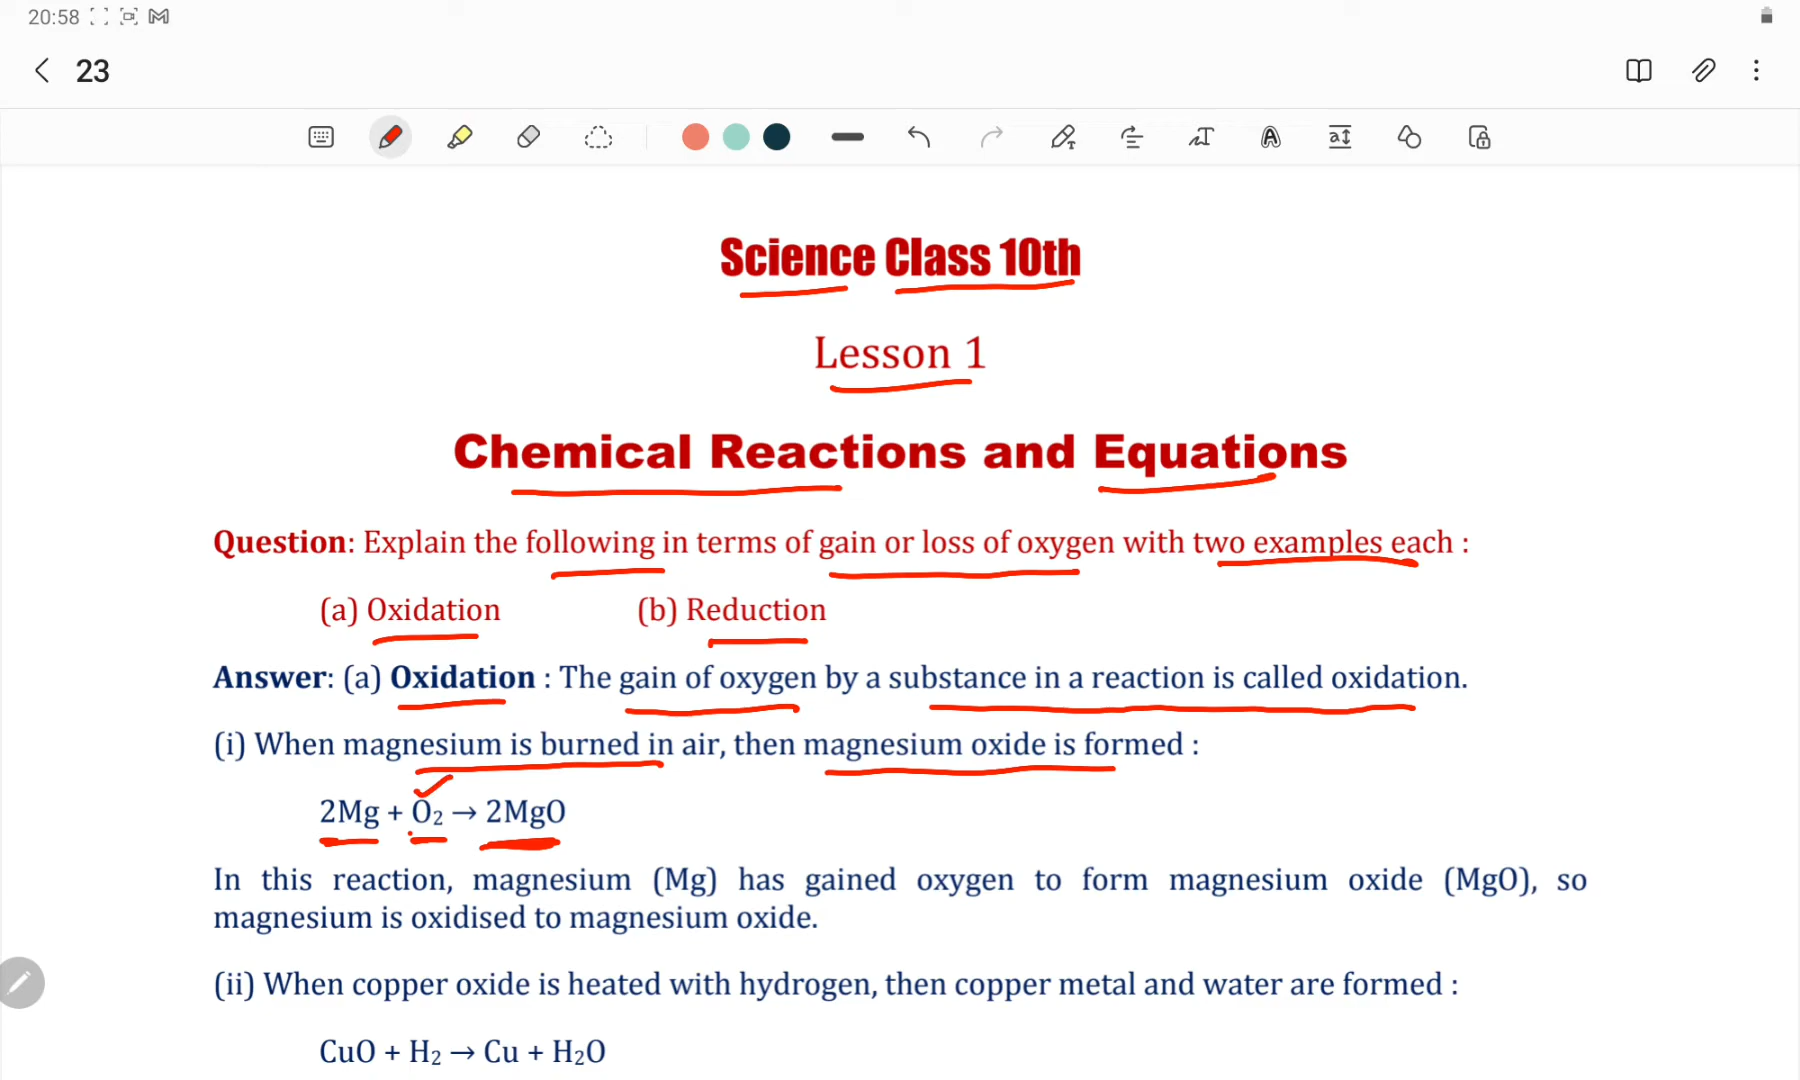 20:58
23
Science Class 10th
Lesson 1
Chemical Reactions and Equations
Question: Explain the following in terms of gain or loss of oxygen with two examples each :
(a) Oxidation (b) Reduction
Answer: (a) Oxidation : The gain of oxygen by a substance in a reaction is called oxidation.
(i) When magnesium is burned in air, then magnesium oxide is formed :
2Mg + O₂ → 2MgO
In this reaction, magnesium (Mg) has gained oxygen to form magnesium oxide (MgO), so
magnesium is oxidised to magnesium oxide.
(ii) When copper oxide is heated with hydrogen, then copper metal and water are formed :
CuO + H₂ → Cu + H₂O